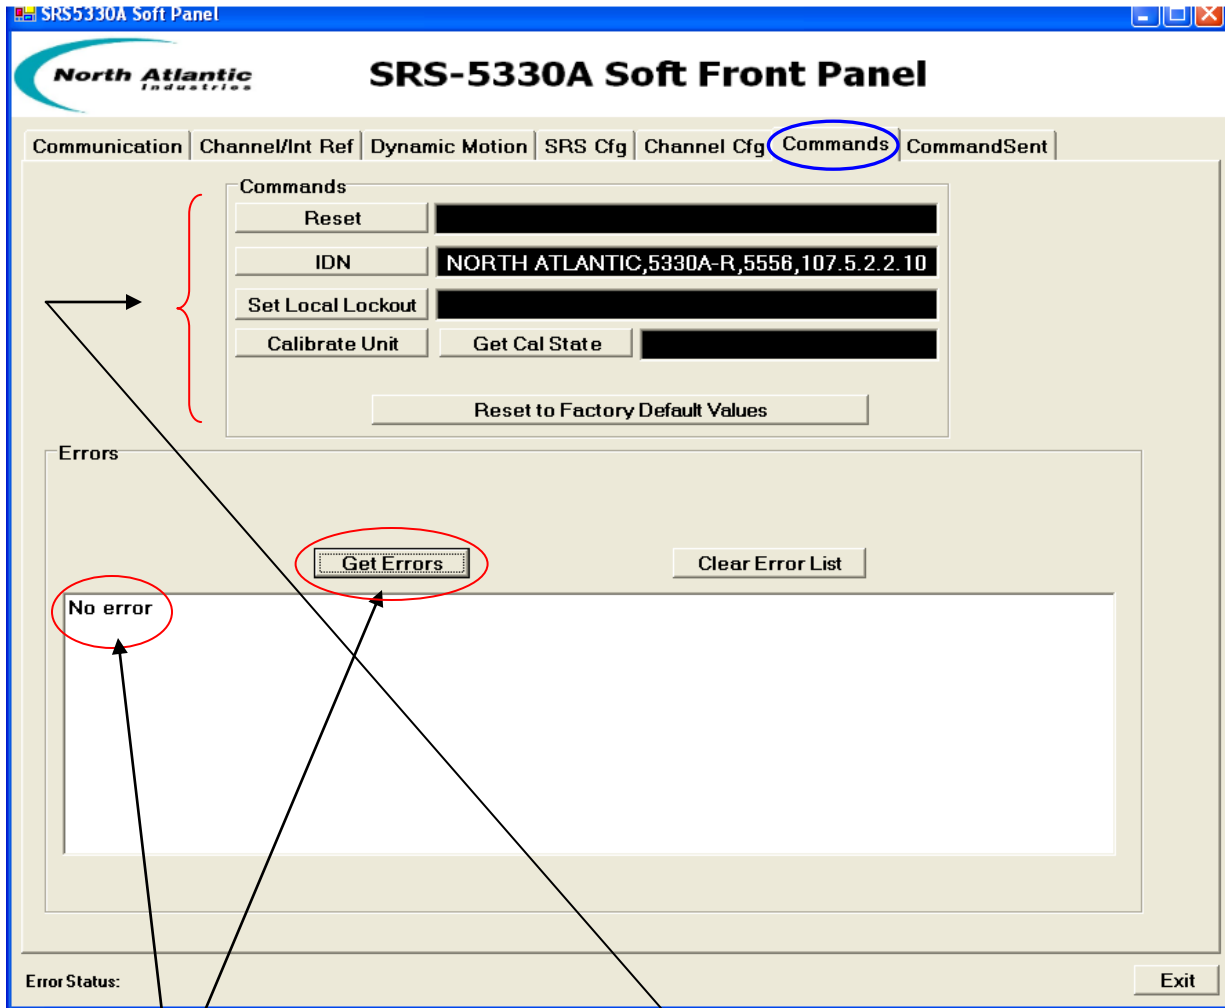 SRS5330A Soft Panel
North Atlantic
Industries
SRS-5330A Soft Front Panel
Communication Channel/Int Ref Dynamic Motion SRS Cfg Channel Cfg Commands CommandSent
Commands
Reset
IDN NORTH ATLANTIC,5330A-R,5556,107.5.2.2.10
Set Local Lockout
Calibrate Unit Get Cal State
Reset to Factory Default Values
Errors
Get Errors Clear Error List
No error
Error Status: Exit